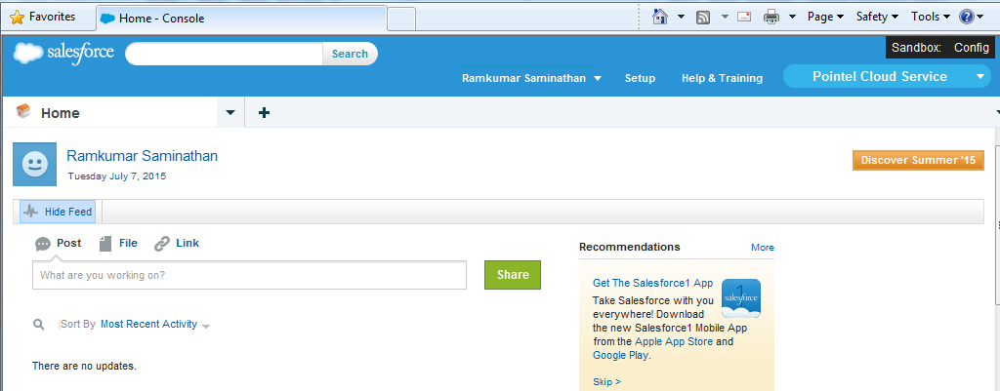 Favorites
Home - Console
Page
Safety
Tools
salesforce
Search
Sandbox: Config
Ramkumar Saminathan
Setup
Help & Training
Pointel Cloud Service
Home
Ramkumar Saminathan
Tuesday July 7, 2015
Discover Summer '15
Hide Feed
Post
File
Link
What are you working on?
Share
Sort By Most Recent Activity
There are no updates.
Recommendations
More
Get The Salesforce1 App
Take Salesforce with you
everywhere! Download
the new Salesforce1 Mobile App
from the Apple App Store and
Google Play.
1
salesforce
Skip >